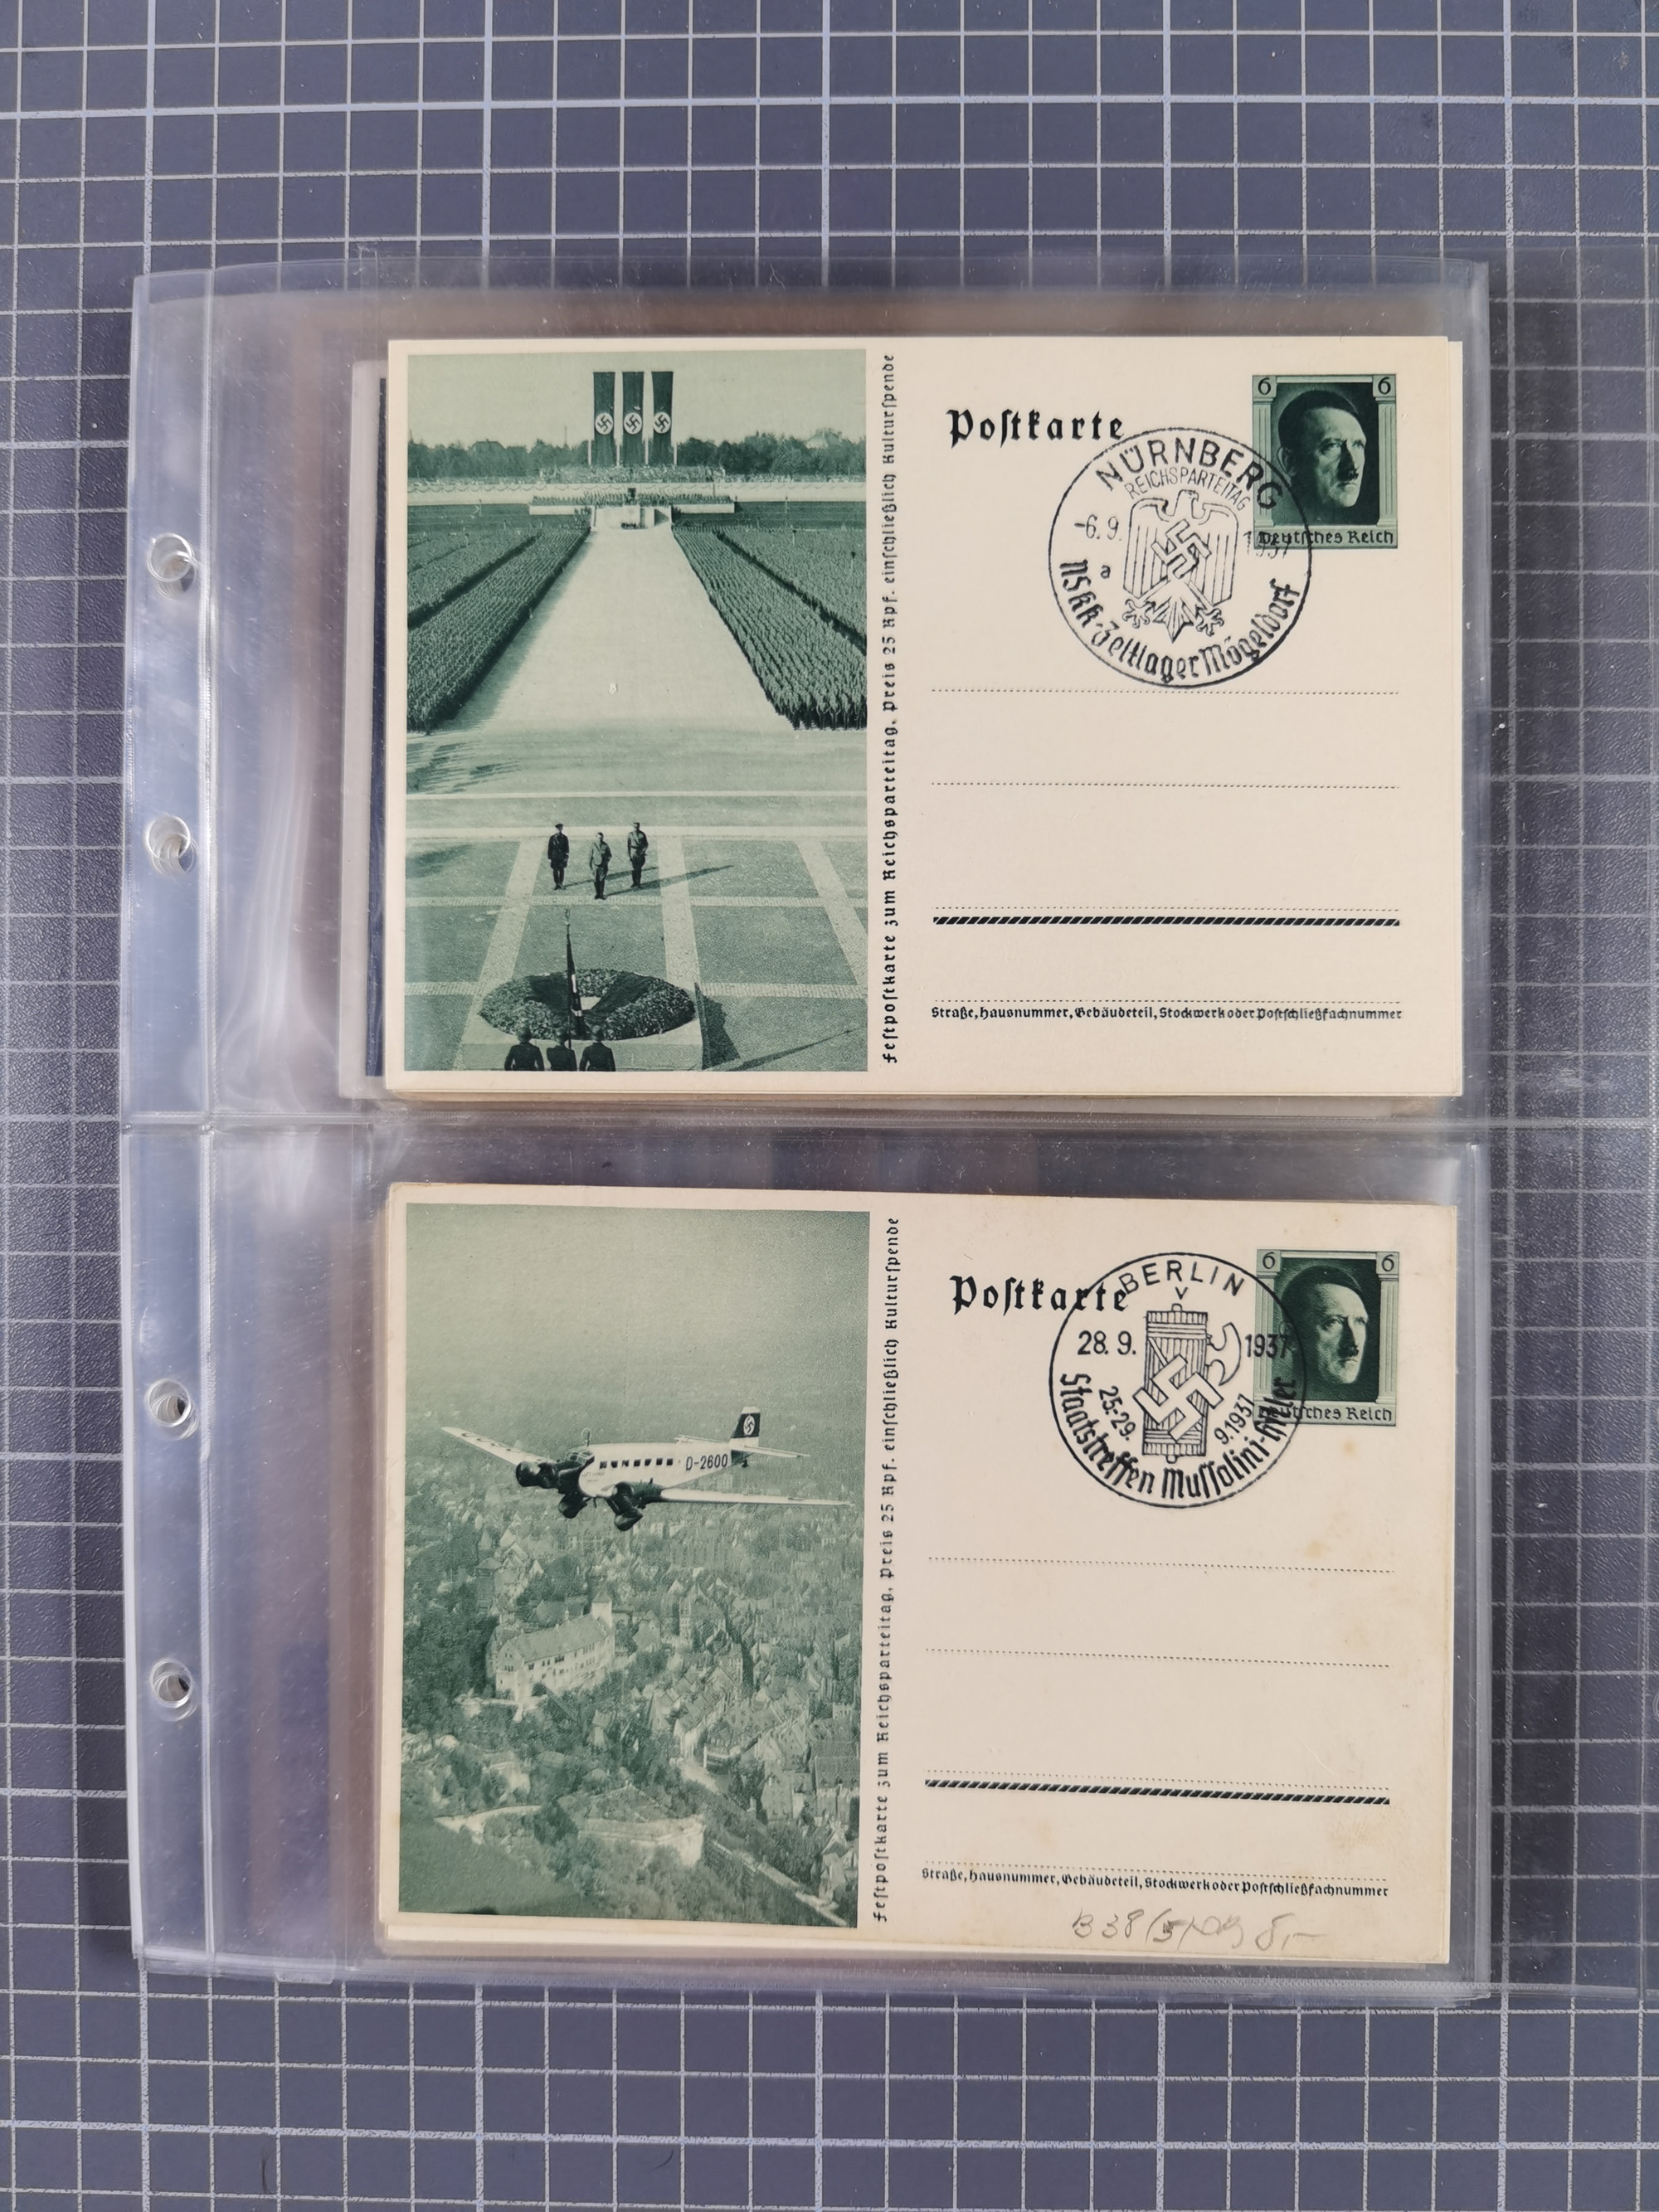 Postkarte
6 6
Deutsches Reich
NÜRNBERG
REICHSPARTEITAG
-6.9. 1937
a
NSKK-Zeltlager Mögeldorf
Festpostkarte zum Reichsparteitag. Preis 25 Rpf. einschließlich Kulturspende
Straße, Hausnummer, Gebäudeteil, Stockwerk oder Postschließfachnummer
Postkarte
6 6
Deutsches Reich
BERLIN
V
28.9. 1937
25.-29. 9.1937
Staatstreffen Mussolini-Hitler
D-2600
Festpostkarte zum Reichsparteitag. Preis 25 Rpf. einschließlich Kulturspende
Straße, Hausnummer, Gebäudeteil, Stockwerk oder Postschließfachnummer
B 38 8,-